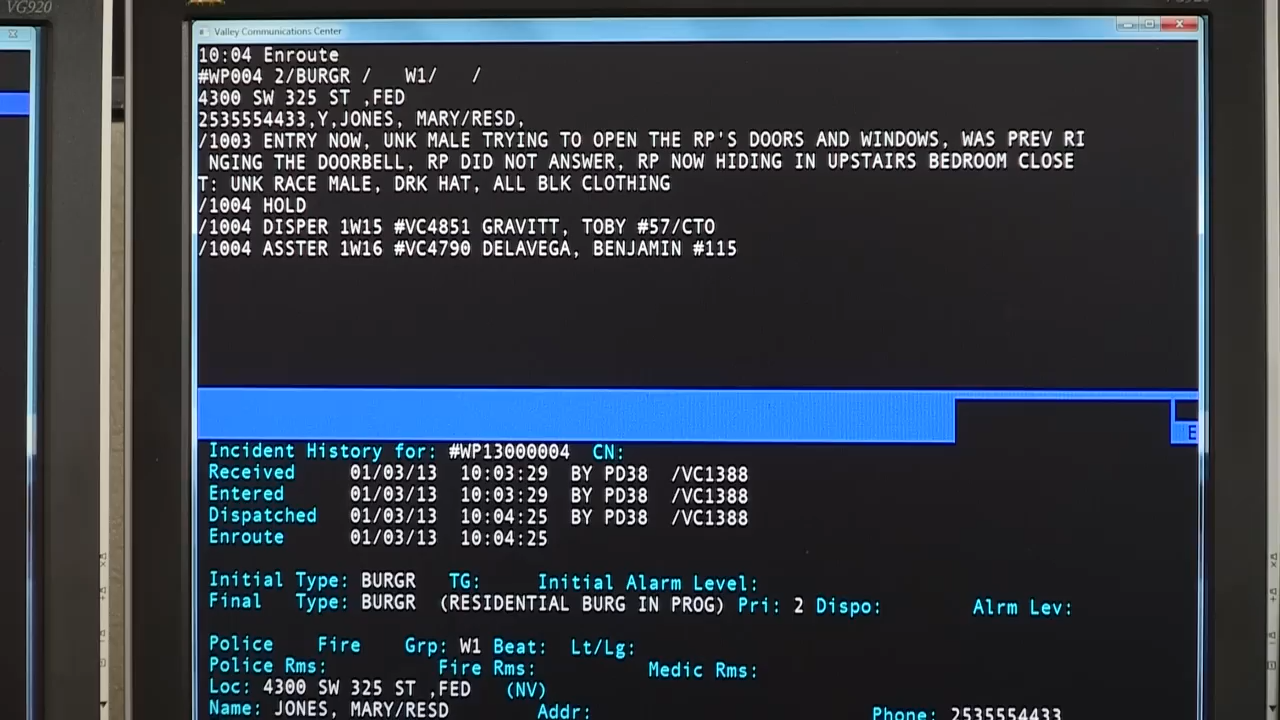 VG920
Valley Communications Center
10:04 Enroute
#WP004 2/BURGR /   W1/   /
4300 SW 325 ST ,FED
2535554433,Y,JONES, MARY/RESD,
/1003 ENTRY NOW, UNK MALE TRYING TO OPEN THE RP'S DOORS AND WINDOWS, WAS PREV RI
NGING THE DOORBELL, RP DID NOT ANSWER, RP NOW HIDING IN UPSTAIRS BEDROOM CLOSE
T: UNK RACE MALE, DRK HAT, ALL BLK CLOTHING
/1004 HOLD
/1004 DISPER 1W15 #VC4851 GRAVITT, TOBY #57/CTO
/1004 ASSTER 1W16 #VC4790 DELAVEGA, BENJAMIN #115
E
Incident History for: #WP13000004 CN:
Received 01/03/13 10:03:29 BY PD38 /VC1388
Entered 01/03/13 10:03:29 BY PD38 /VC1388
Dispatched 01/03/13 10:04:25 BY PD38 /VC1388
Enroute 01/03/13 10:04:25
Initial Type: BURGR TG: Initial Alarm Level:
Final Type: BURGR (RESIDENTIAL BURG IN PROG) Pri: 2 Dispo: Alrm Lev:
Police Fire Grp: W1 Beat: Lt/Lg:
Police Rms: Fire Rms: Medic Rms:
Loc: 4300 SW 325 ST ,FED (NV)
Name: JONES, MARY/RESD Addr: Phone: 2535554433